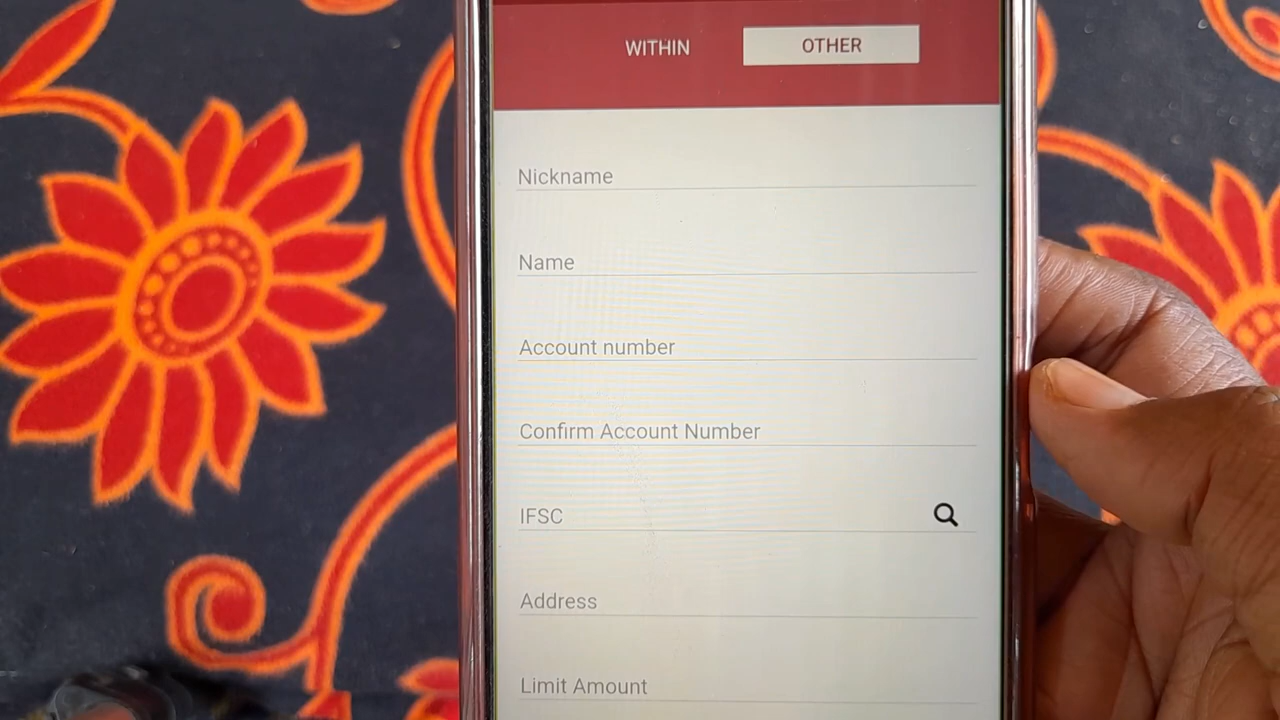 WITHIN OTHER
Nickname
Name
Account number
Confirm Account Number
IFSC
Address
Limit Amount